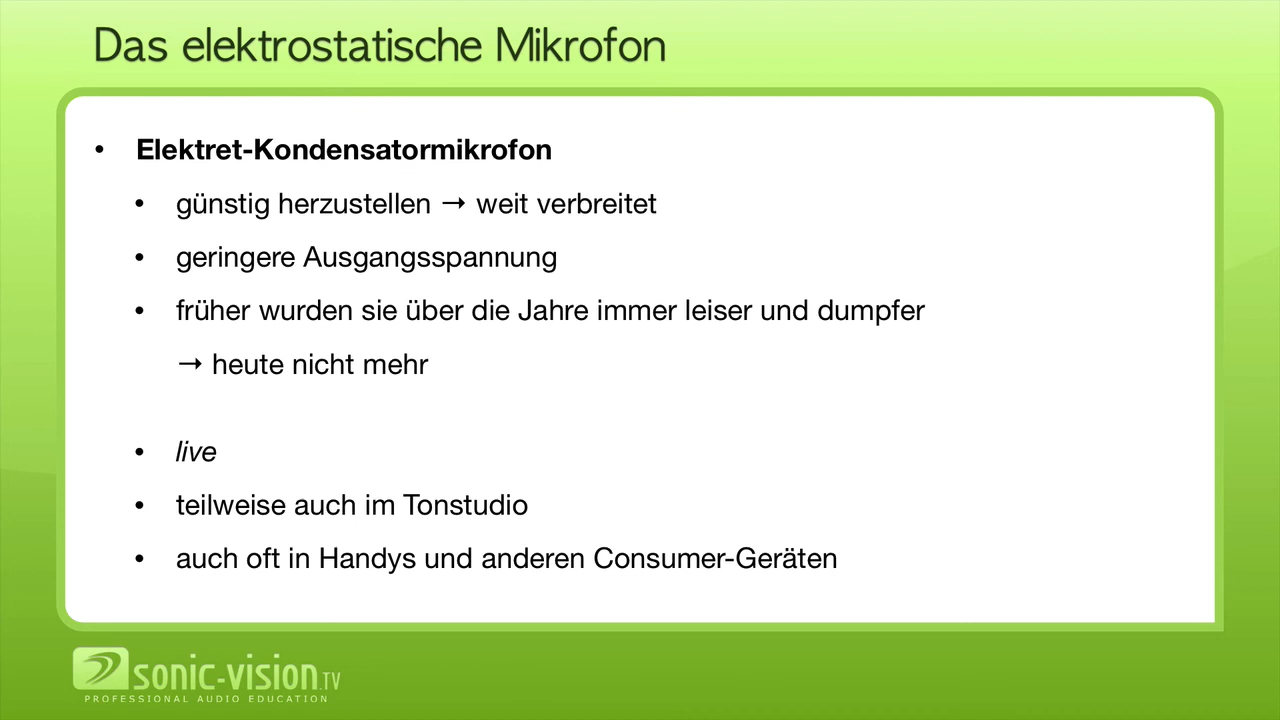 Das elektrostatische Mikrofon
• Elektret-Kondensatormikrofon
• günstig herzustellen → weit verbreitet
• geringere Ausgangsspannung
• früher wurden sie über die Jahre immer leiser und dumpfer
→ heute nicht mehr
• live
• teilweise auch im Tonstudio
• auch oft in Handys und anderen Consumer-Geräten
sonic-vision.TV
PROFESSIONAL AUDIO EDUCATION